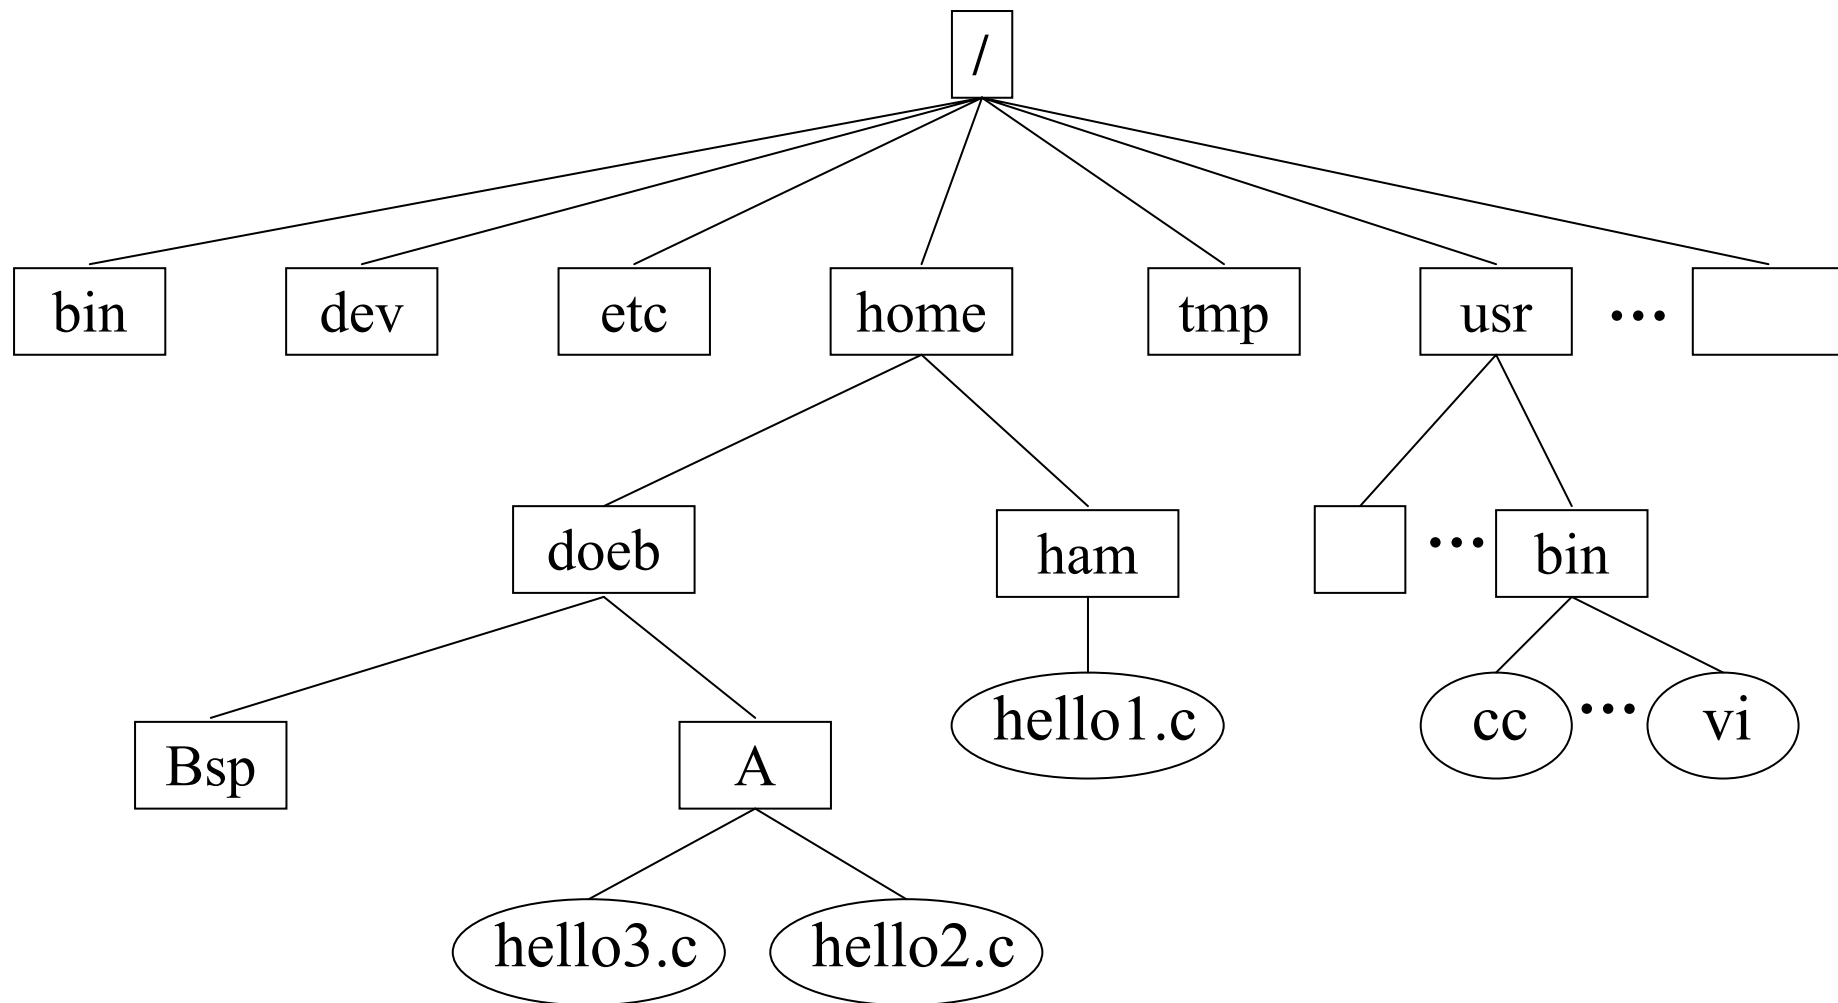 /
bin dev etc home tmp usr ...
doeb ham ... bin
Bsp A hello1.c cc ... vi
hello3.c hello2.c